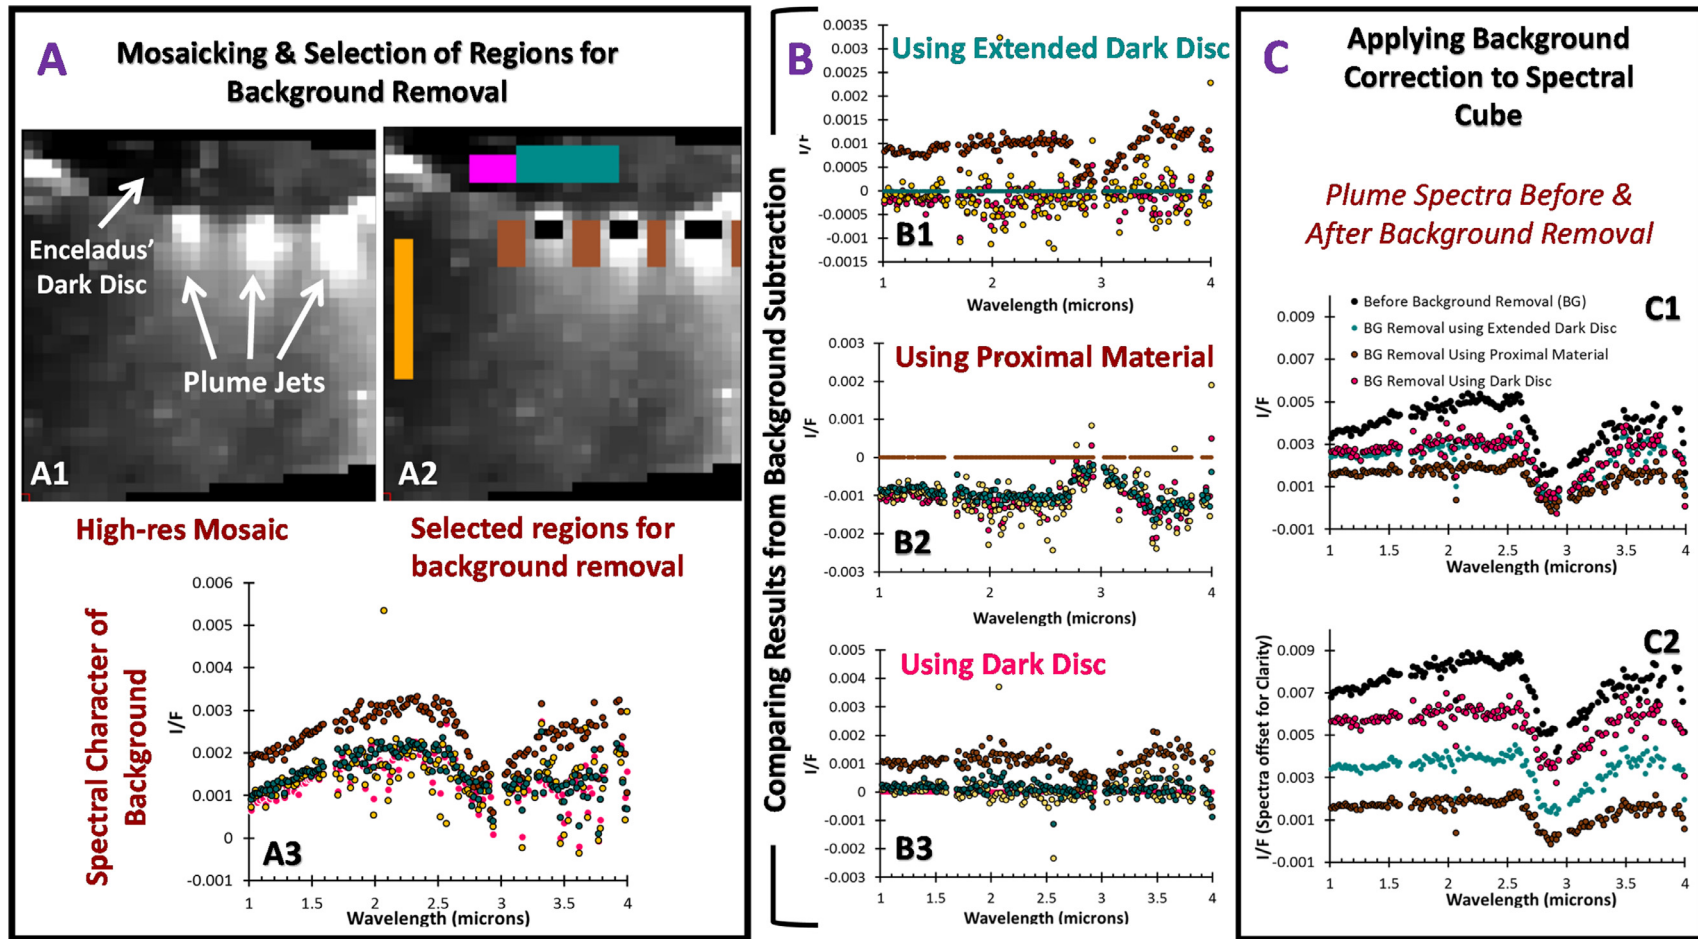 A
Mosaicking & Selection of Regions for
Background Removal
Enceladus'
Dark Disc
Plume Jets
A1
A2
High-res Mosaic
Selected regions for
background removal
Spectral Character of
Background
I/F
0.006
0.005
0.004
0.003
0.002
0.001
0
-0.001
A3
1
1.5
2
2.5
3
3.5
4
Wavelength (microns)
Comparing Results from Background Subtraction
B
Using Extended Dark Disc
I/F
0.0035
0.003
0.0025
0.002
0.0015
0.001
0.0005
0
-0.0005
-0.001
-0.0015
B1
1
2
3
4
Wavelength (microns)
Using Proximal Material
I/F
0.003
0.002
0.001
0
-0.001
-0.002
-0.003
B2
1
2
3
4
Wavelength (microns)
Using Dark Disc
I/F
0.005
0.004
0.003
0.002
0.001
0
-0.001
-0.002
-0.003
B3
1
1.5
2
2.5
3
3.5
4
Wavelength (microns)
C
Applying Background
Correction to Spectral
Cube
Plume Spectra Before &
After Background Removal
C1
Before Background Removal (BG)
BG Removal using Extended Dark Disc
BG Removal Using Proximal Material
BG Removal Using Dark Disc
I/F
0.009
0.007
0.005
0.003
0.001
-0.001
1
1.5
2
2.5
3
3.5
4
Wavelength (microns)
C2
I/F (Spectra offset for Clarity)
0.009
0.007
0.005
0.003
0.001
-0.001
1
1.5
2
2.5
3
3.5
4
Wavelength (microns)